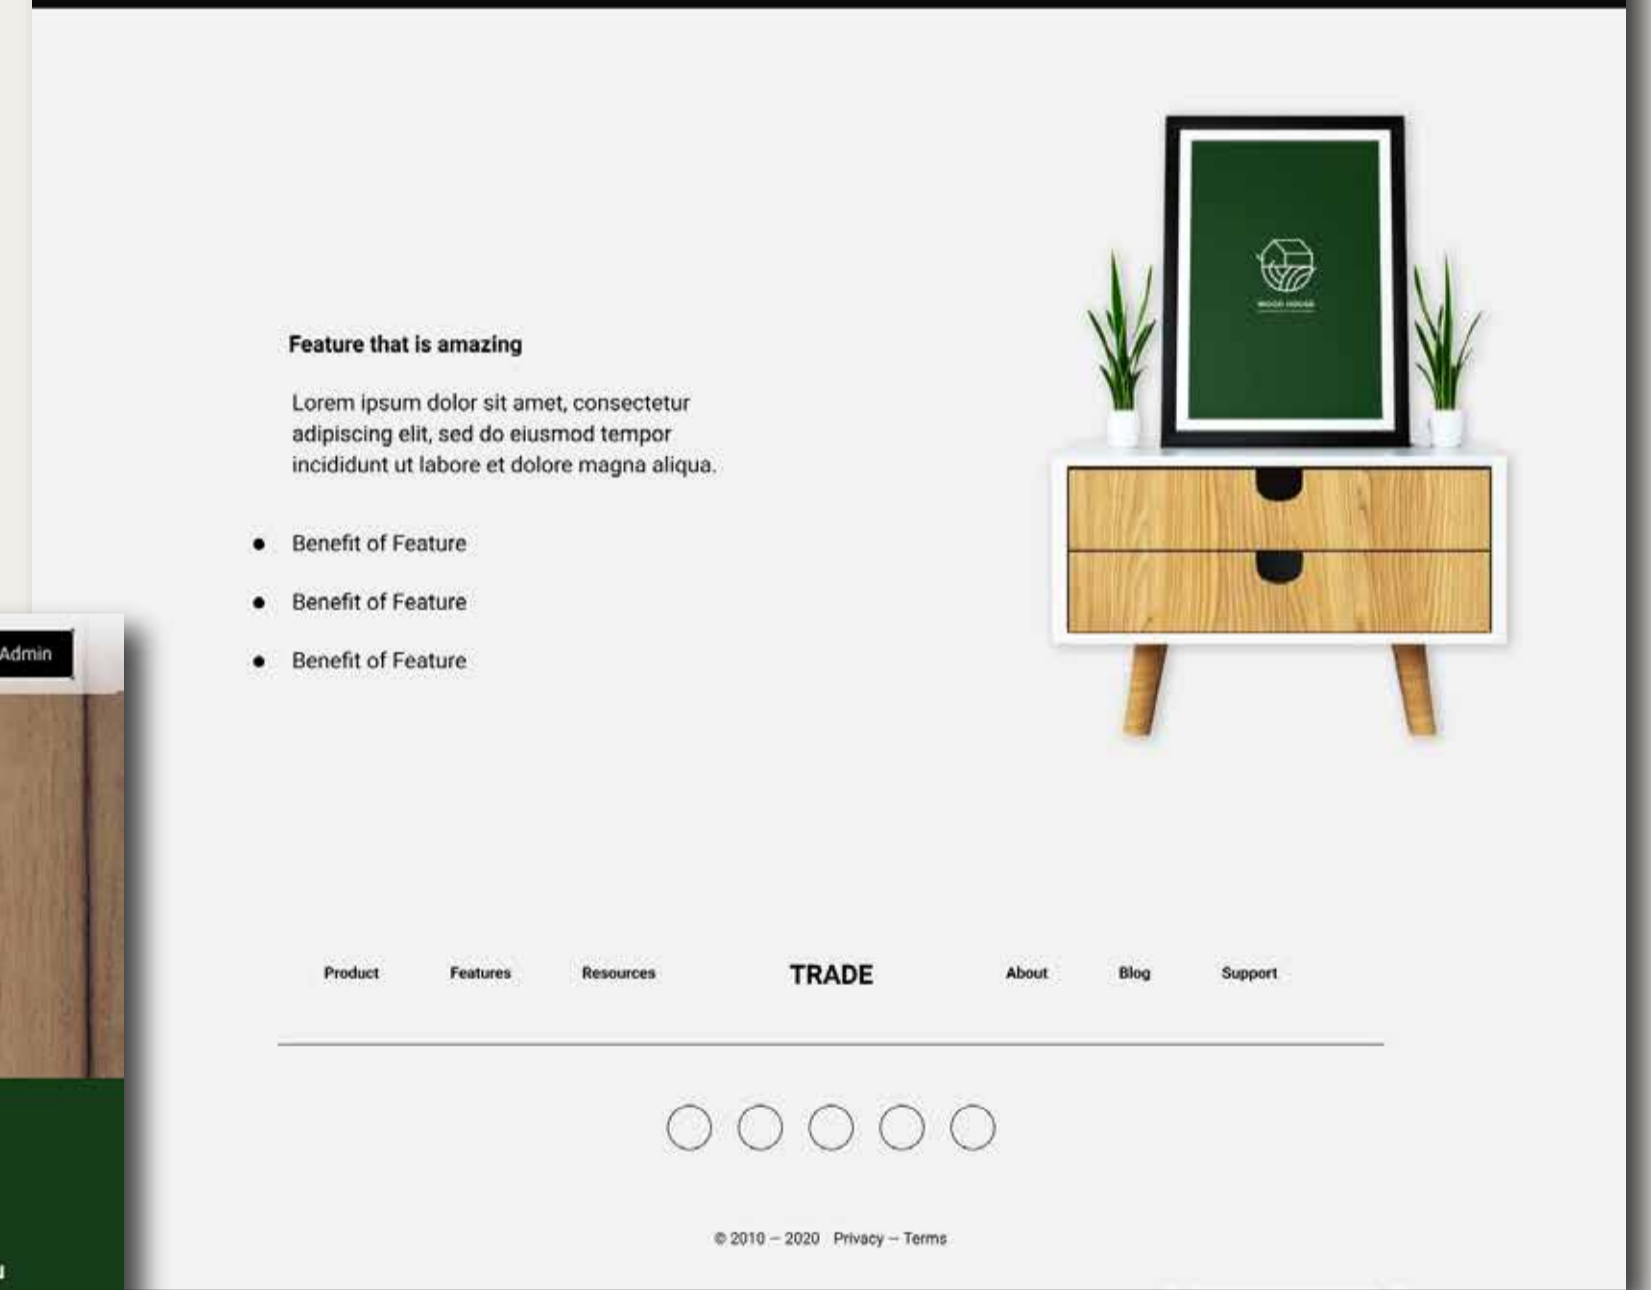 WOOD HOUSE
Feature that is amazing
Lorem ipsum dolor sit amet, consectetur
adipiscing elit, sed do eiusmod tempor
incididunt ut labore et dolore magna aliqua.
Benefit of Feature
Benefit of Feature
Benefit of Feature
Admin
Product Features Resources TRADE About Blog Support
© 2010 – 2020 Privacy – Terms